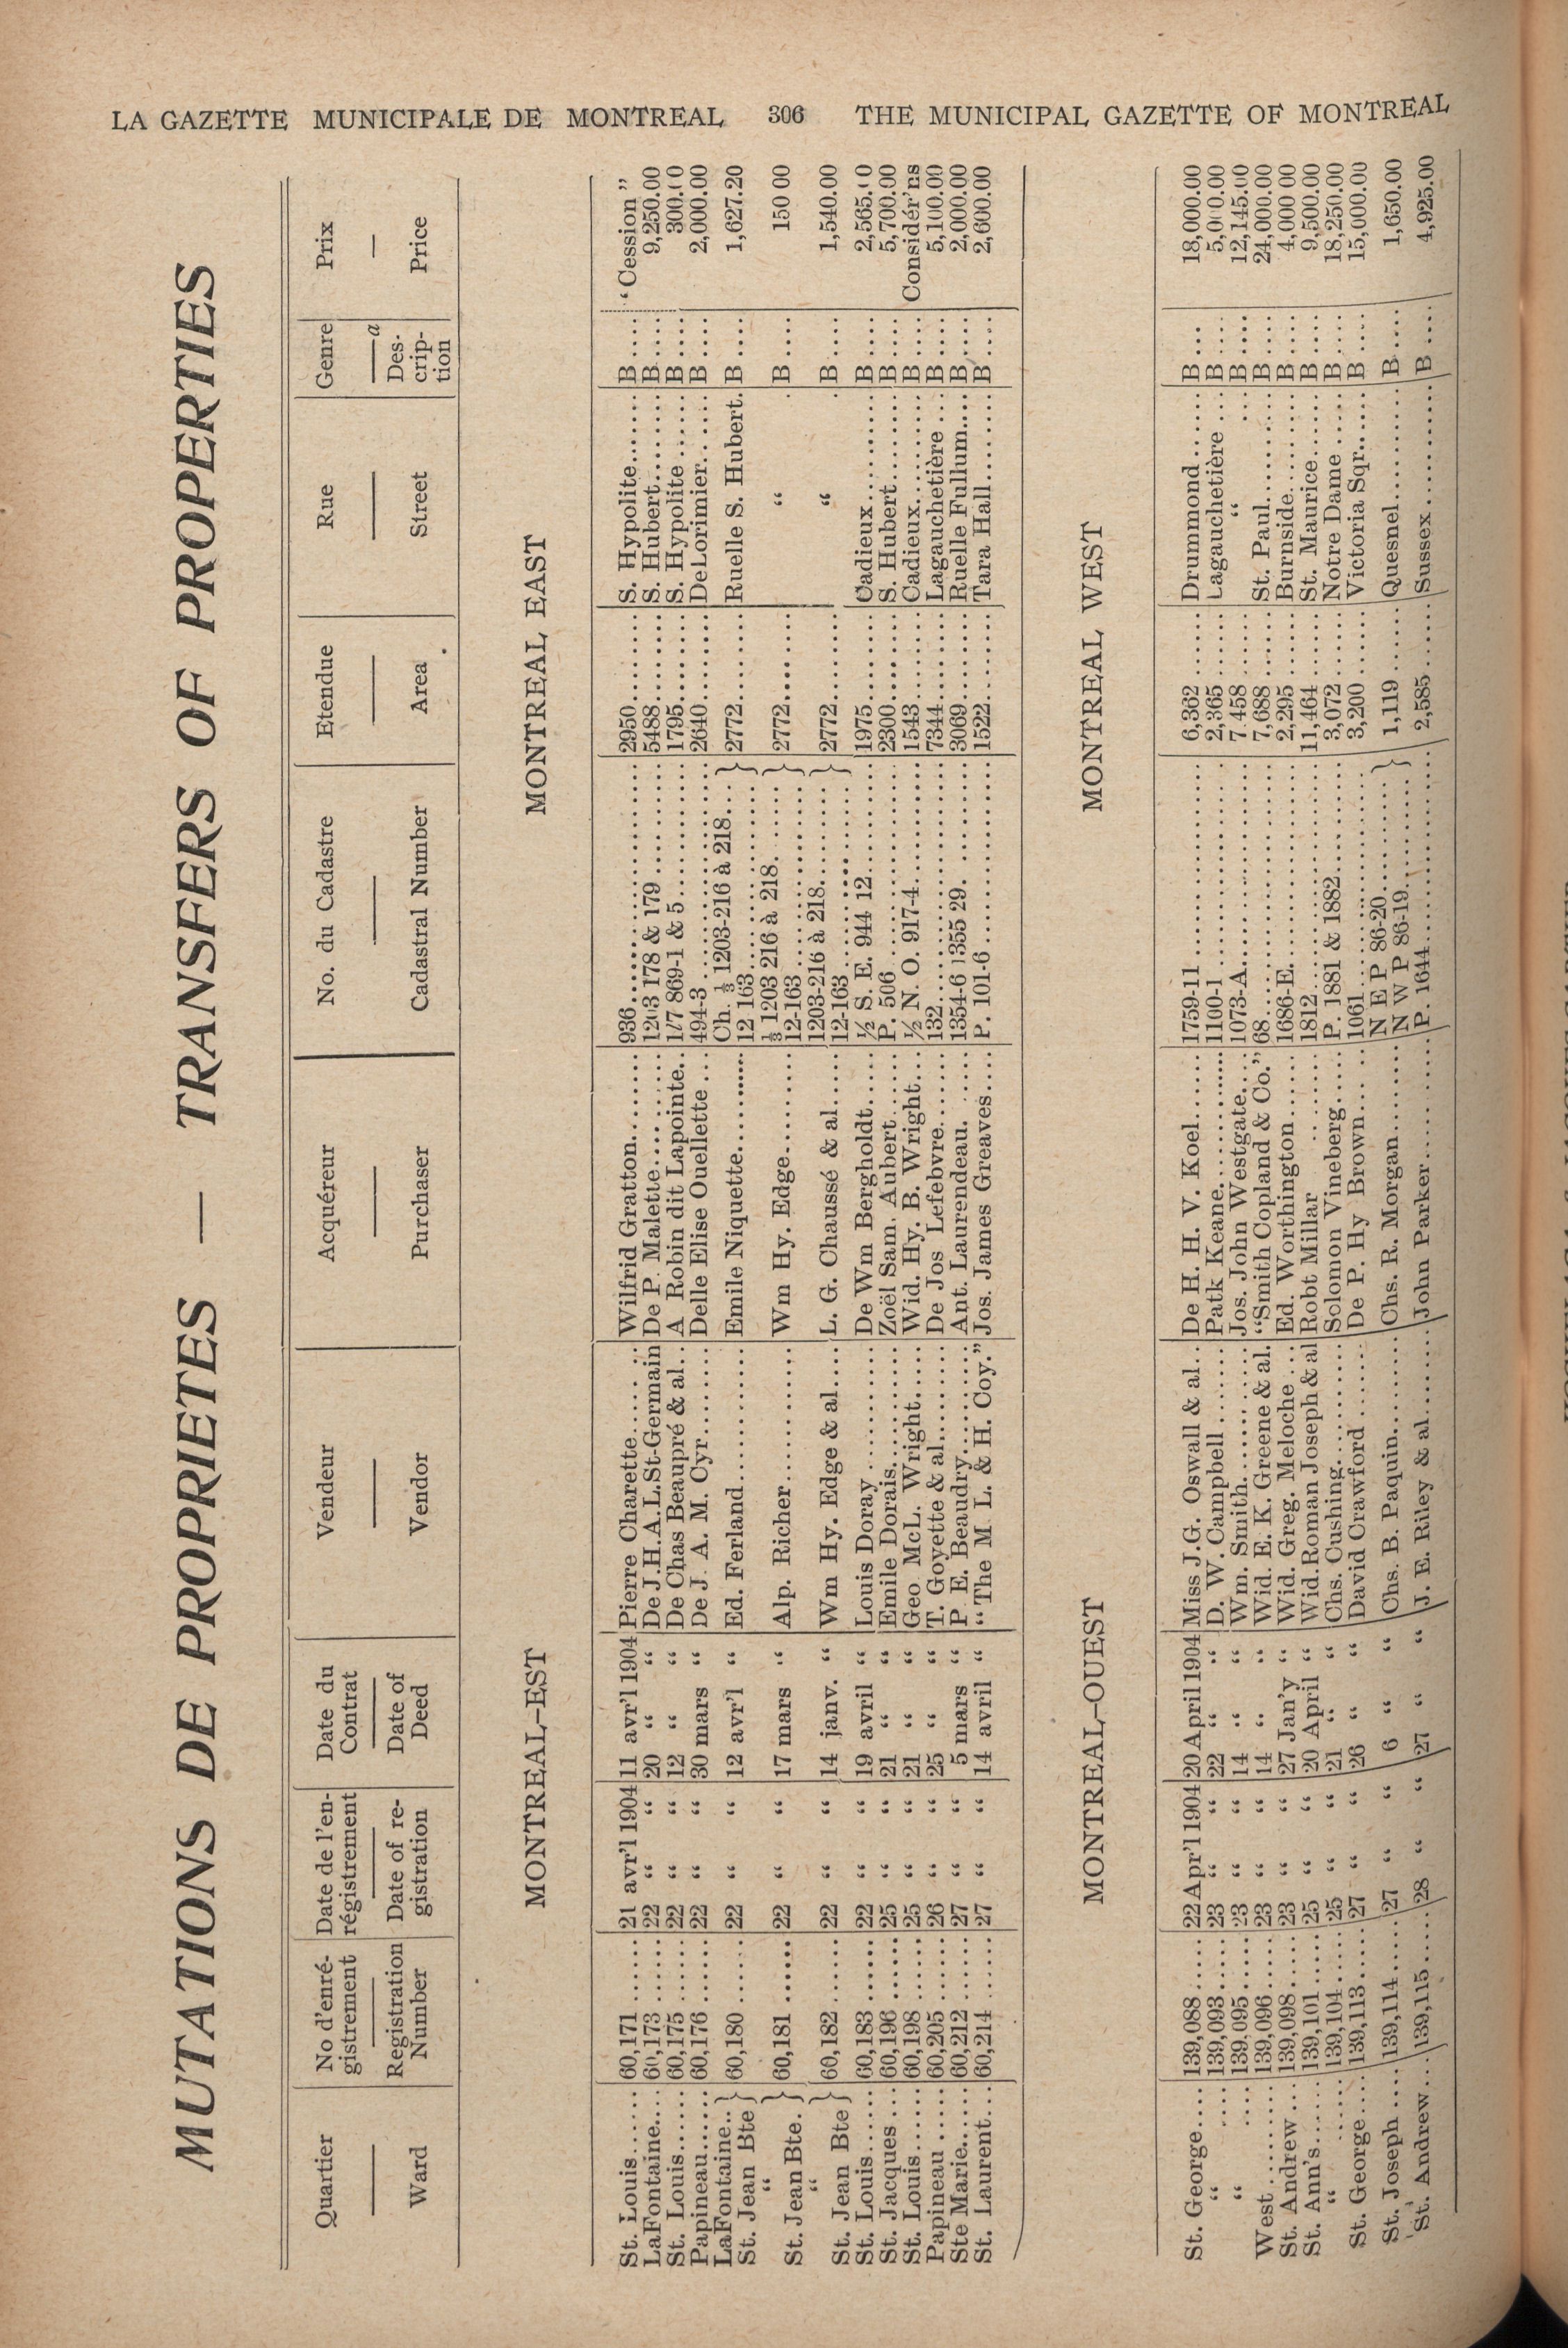 LA GAZETTE MUNICIPALE DE MONTREAL 306 THE MUNICIPAL GAZETTE OF MONTREAL
MUTATIONS DE PROPRIETES — TRANSFERS OF PROPERTIES
Quartier — Ward | No d'enré-gistrement — Registration Number | Date de l'en-régistrement — Date of re-gistration | Date du Contrat — Date of Deed | Vendeur — Vendor | Acquéreur — Purchaser | No. du Cadastre — Cadastral Number | Etendue — Area | Rue — Street | Genre — a Des-crip-tion | Prix — Price
MONTREAL-EST MONTREAL EAST
St. Louis...... 60,171 ...... 21 avr'l 1904 11 avr'l 1904 Pierre Charette...... Wilfrid Gratton...... 936...... 2950...... S. Hypolite...... B .... "Cession"
LaFontaine.... 60,173 ...... 22 " " 20 " " De J.H.A.L.St-Germain De P. Malette...... 1203 178 & 179 ...... 5488...... S. Hubert...... B .... 9,250.00
St. Louis...... 60,175 ...... 22 " " 12 " " De Chas Beaupré & al.. A Robin dit Lapointe.. 1/7 869-1 & 5 ...... 1795...... S. Hypolite ...... B .... 300.00
Papineau...... 60,176 ...... 22 " " 30 mars " De J. A. M. Cyr...... Delle Elise Ouellette ... 494-3 ...... 2640...... DeLorimier...... B .... 2,000.00
LaFontaine.. } Ch. ⅓ 1203-216 à 218... }
St. Jean Bte } 60,180 ...... 22 " " 12 avr'l " Ed. Ferland...... Emile Niquette...... 12 163...... 2772...... Ruelle S. Hubert. B .... 1,627.20
" } ⅓ 1203 216 à 218. ...... }
St. Jean Bte. } 60,181 ...... 22 " " 17 mars " Alp. Richer...... Wm Hy. Edge...... 12-163 ...... 2772...... " . B .... 150 00
" } 1203-216 à 218...... }
St. Jean Bte } 60,182 ...... 22 " " 14 janv. " Wm Hy. Edge & al .... L. G. Chaussé & al ..... 12-163 ...... 2772...... " . B .... 1,540.00
St. Louis...... 60,183 ...... 22 " " 19 avril " Louis Doray ...... De Wm Bergholdt..... ½ S. E. 944 12...... 1975...... Cadieux...... B .... 2,565.00
St. Jacques ... 60,196 ...... 25 " " 21 " " Emile Dorais...... Zoël Sam. Aubert...... P. 506 ...... 2300...... S. Hubert...... B .... 5,700.00
St. Louis...... 60,198 ...... 25 " " 21 " " Geo McL. Wright...... Wid. Hy. B. Wright... ½ N. O. 917-4...... 1543...... Cadieux...... B .... Considér'ns
Papineau ..... 60,205 ...... 26 " " 25 " " T. Goyette & al...... De Jos Lefebvre...... 132...... 7344...... Lagauchetière ... B .... 5,100.00
Ste Marie...... 60,212 ...... 27 " " 5 mars " P. E. Beaudry...... Ant. Laurendeau. ..... 1354-6 1355 29. ...... 3069...... Ruelle Fullum.... B .... 2,000.00
St. Laurent... 60,214 ...... 27 " " 14 avril " "The M L. & H. Coy." Jos. James Greaves.... P. 101-6 ...... 1522...... Tara Hall...... B .... 2,600.00
MONTREAL-OUEST MONTREAL WEST
St. George.... 139,088 ..... 22 Apr'l 1904 20 April 1904 Miss J.G. Oswall & al.. De H. H. V. Koel...... 1759-11 ...... 6,362 ...... Drummond...... B ... 18,000.00
" .... 139,093 ..... 23 " " 22 " " D. W. Campbell ...... Patk Keane...... 1100-1 ...... 2,365 ...... Lagauchetière ... B .... 5,000.00
" .... 139,095 ..... 23 " " 14 " " Wm. Smith...... Jos. John Westgate.... 1073-A...... 7,458 ...... " ... B .... 12,145.00
West......... 139,096 ..... 23 " " 14 " " Wid. E. K. Greene & al. "Smith Copland & Co." 68...... 7,688 ...... St. Paul...... B .... 24,000.00
St. Andrew... 139,098 ..... 23 " " 27 Jan'y " Wid. Greg. Meloche ... Ed. Worthington ..... 1686-E...... 2,295 ...... Burnside...... B .... 4,000 00
St. Ann's..... 139,101 ..... 25 " " 20 April " Wid.Roman Joseph & al Robt Millar ...... 1812...... 11,464 ...... St. Maurice...... B .... 9,500.00
" ...... 139,104 ..... 25 " " 21 " " Chs. Cushing...... Solomon Vineberg..... P. 1881 & 1882...... 3,072 ...... Notre Dame .... B .... 18,250.00
St. George.... 139,113 ..... 27 " " 26 " " David Crawford ...... De P. Hy Brown...... 1061 ...... 3,200 ...... Victoria Sqr..... B .... 15,000.00
N E P 86-20...... }
St. Joseph .... 139,114 ..... 27 " " 6 " " Chs. B. Paquin...... Chs. R. Morgan...... N W P 86-19...... } 1,119 ...... Quesnel...... B .... 1,650.00
St. Andrew... 139,115 ..... 28 " " 27 " " J. E. Riley & al...... John Parker...... P. 1644...... 2,585 ...... Sussex...... B .... 4,925.00